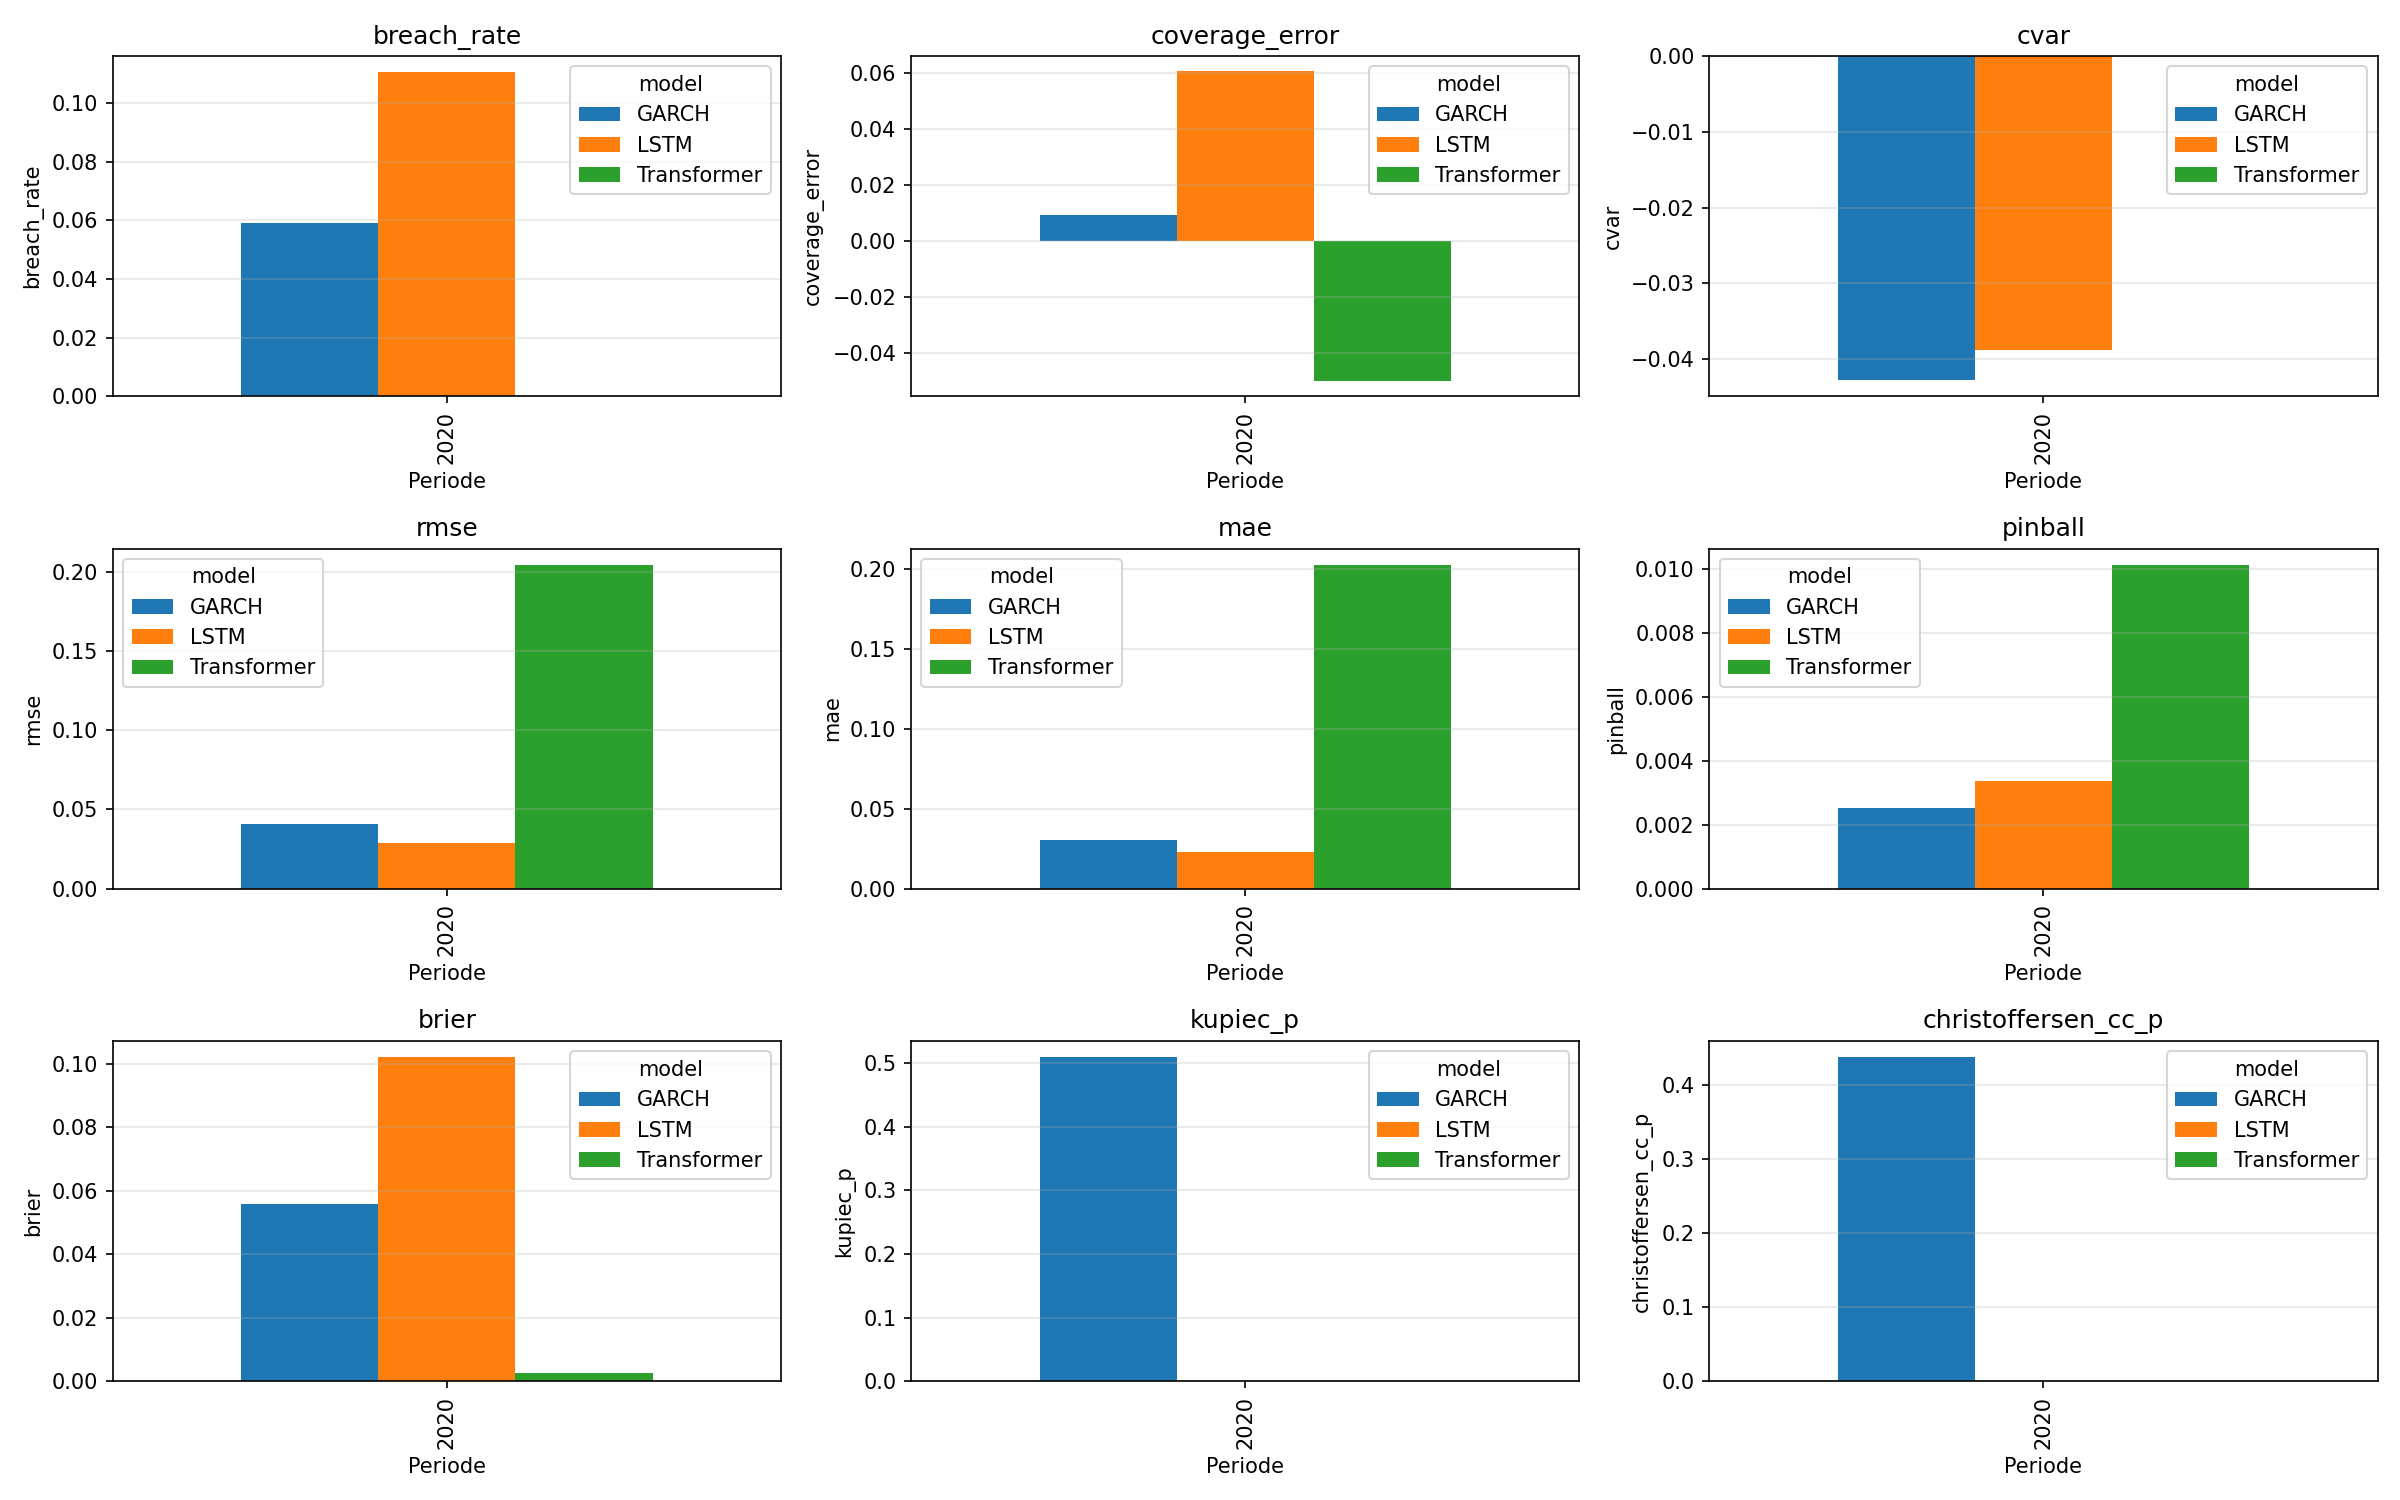 breach_rate
breach_rate
0.10
0.08
0.06
0.04
0.02
0.00
2020
Periode
model
GARCH
LSTM
Transformer
coverage_error
coverage_error
0.06
0.04
0.02
0.00
−0.02
−0.04
2020
Periode
model
GARCH
LSTM
Transformer
cvar
cvar
0.00
−0.01
−0.02
−0.03
−0.04
2020
Periode
model
GARCH
LSTM
Transformer
rmse
rmse
0.20
0.15
0.10
0.05
0.00
2020
Periode
model
GARCH
LSTM
Transformer
mae
mae
0.20
0.15
0.10
0.05
0.00
2020
Periode
model
GARCH
LSTM
Transformer
pinball
pinball
0.010
0.008
0.006
0.004
0.002
0.000
2020
Periode
model
GARCH
LSTM
Transformer
brier
brier
0.10
0.08
0.06
0.04
0.02
0.00
2020
Periode
model
GARCH
LSTM
Transformer
kupiec_p
kupiec_p
0.5
0.4
0.3
0.2
0.1
0.0
2020
Periode
model
GARCH
LSTM
Transformer
christoffersen_cc_p
christoffersen_cc_p
0.4
0.3
0.2
0.1
0.0
2020
Periode
model
GARCH
LSTM
Transformer